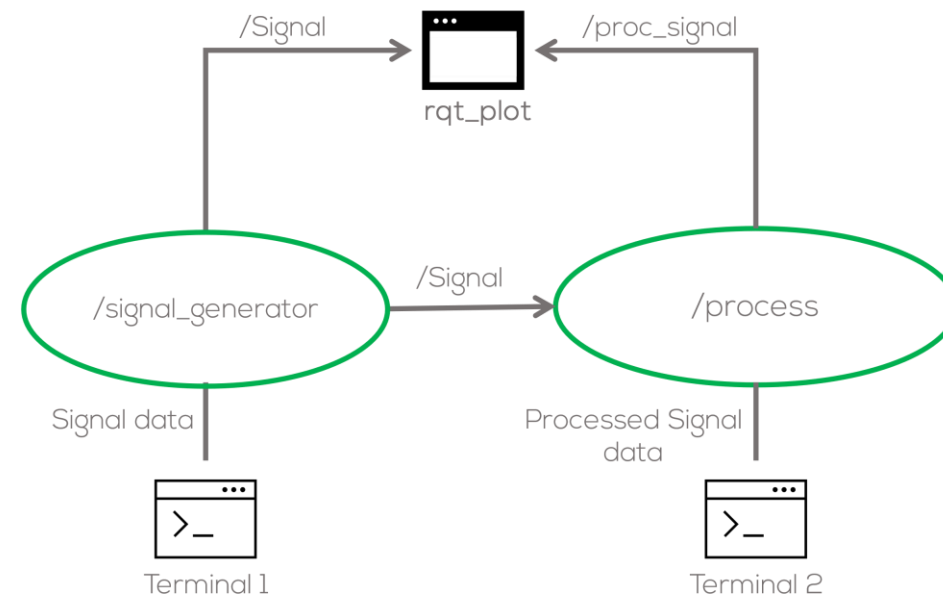 /Signal
/proc_signal
rqt_plot
/Signal
/signal_generator
/process
Signal data
Processed Signal
data
>_
>_
Terminal 1
Terminal 2